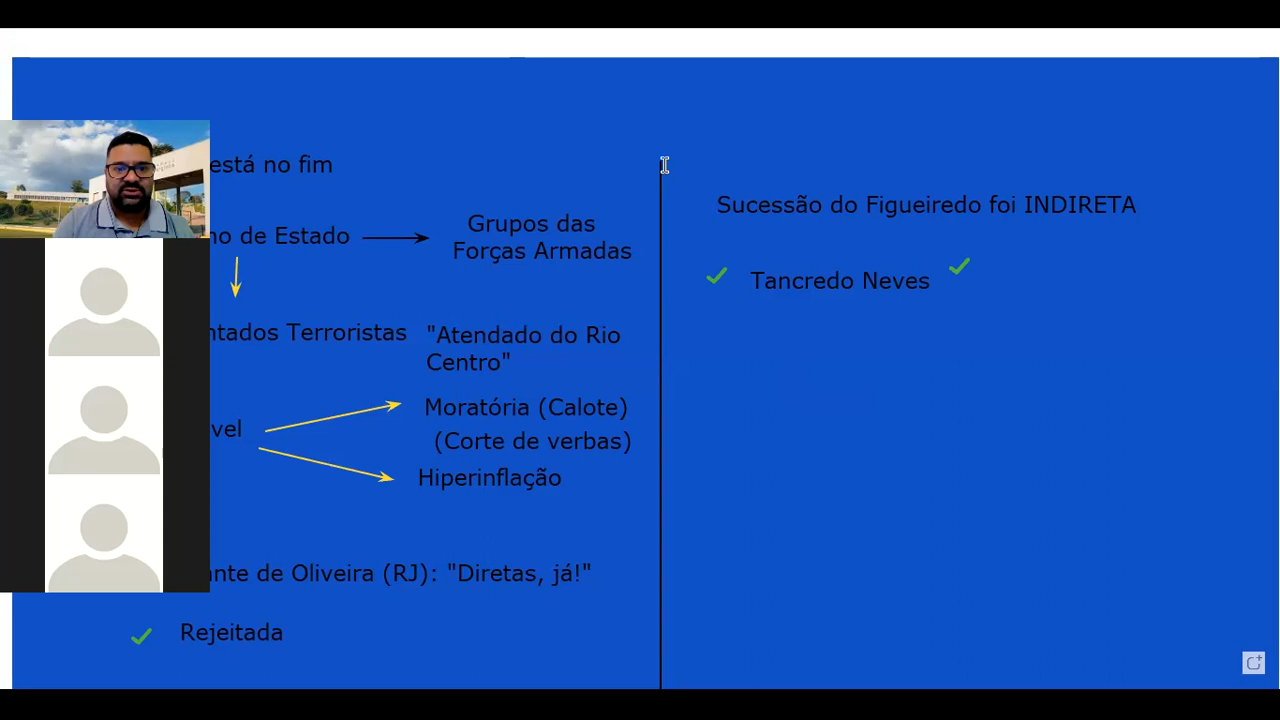 está no fim
no de Estado
Grupos das
Forças Armadas
ntados Terroristas
"Atendado do Rio
Centro"
vel
Moratória (Calote)
(Corte de verbas)
Hiperinflação
ante de Oliveira (RJ): "Diretas, já!"
Rejeitada
Sucessão do Figueiredo foi INDIRETA
Tancredo Neves